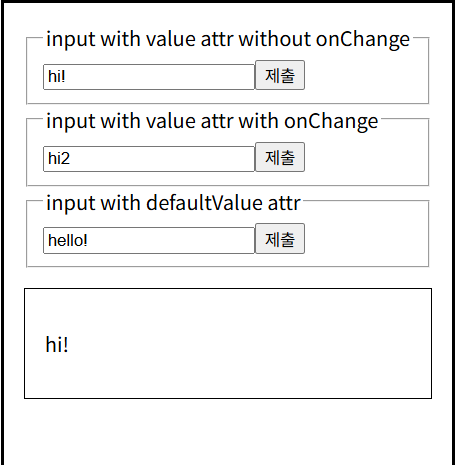 input with value attr without onChange
hi! 제출
input with value attr with onChange
hi2 제출
input with defaultValue attr
hello! 제출
hi!